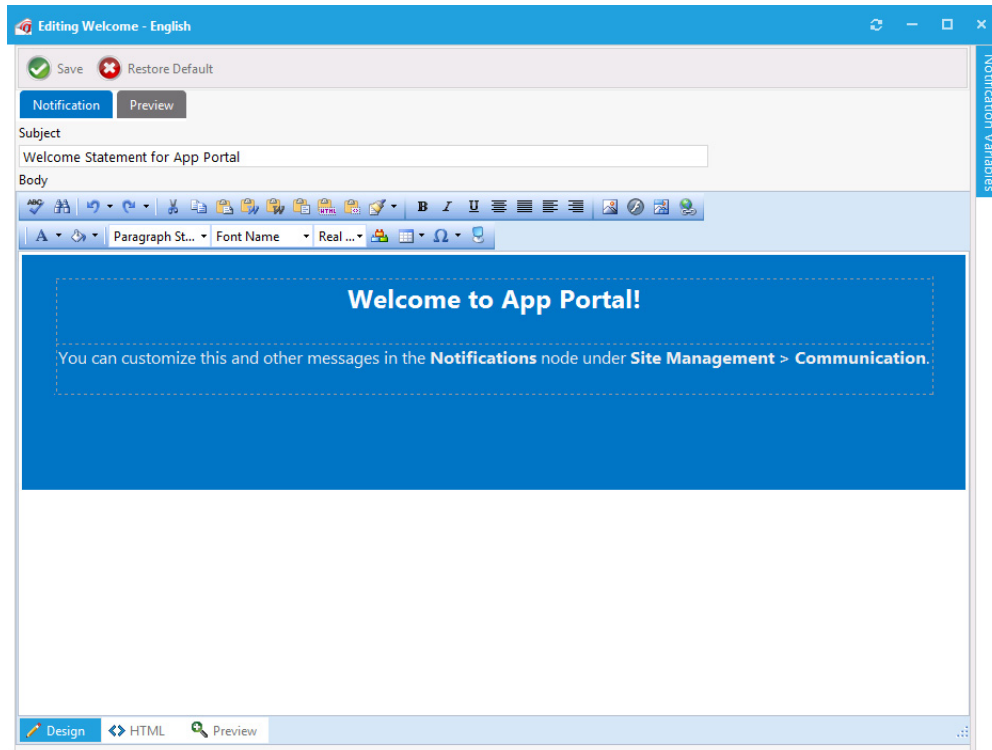 Editing Welcome - English
Save Restore Default
Notification Preview
Subject
Welcome Statement for App Portal
Body
ABC
HTML
B I U
A Paragraph St... Font Name Real ... Ω
Welcome to App Portal!
You can customize this and other messages in the Notifications node under Site Management > Communication.
Design HTML Preview
Notification Variables